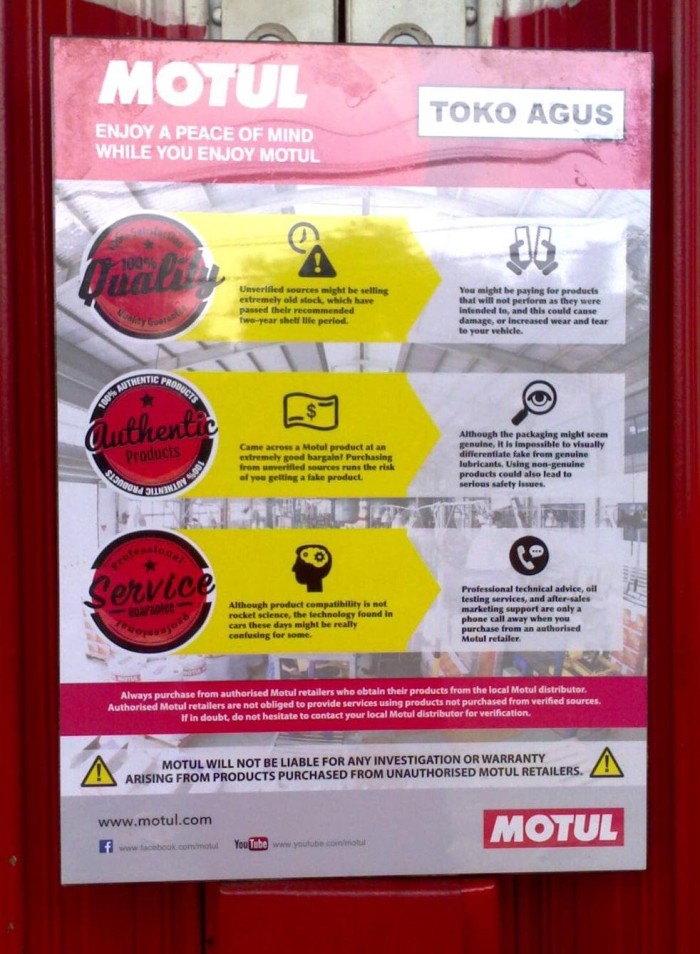 MOTUL
ENJOY A PEACE OF MIND
WHILE YOU ENJOY MOTUL
TOKO AGUS
100%
Quality
Quality Guarantee
Unverified sources might be selling
extremely old stock, which have
passed their recommended
two-year shelf life period.
You might be paying for products
that will not perform as they were
intended to, and this could cause
damage, or increased wear and tear
to your vehicle.
100% AUTHENTIC PRODUCTS
Authentic
Products
100% AUTHENTIC PRODUCTS
$
Came across a Motul product at an
extremely good bargain? Purchasing
from unverified sources runs the risk
of you getting a fake product.
Although the packaging might seem
genuine, it is impossible to visually
differentiate fake from genuine
lubricants. Using non-genuine
products could also lead to
serious safety issues.
Professional
Service
Guarantee
Professional
Although product compatibility is not
rocket science, the technology found in
cars these days might be really
confusing for some.
Professional technical advice, oil
testing services, and after-sales
marketing support are only a
phone call away when you
purchase from an authorised
Motul retailer.
Always purchase from authorised Motul retailers who obtain their products from the local Motul distributor.
Authorised Motul retailers are not obliged to provide services using products not purchased from verified sources.
If in doubt, do not hesitate to contact your local Motul distributor for verification.
MOTUL WILL NOT BE LIABLE FOR ANY INVESTIGATION OR WARRANTY
ARISING FROM PRODUCTS PURCHASED FROM UNAUTHORISED MOTUL RETAILERS.
www.motul.com
f www.facebook.com/motul YouTube www.youtube.com/motul
MOTUL